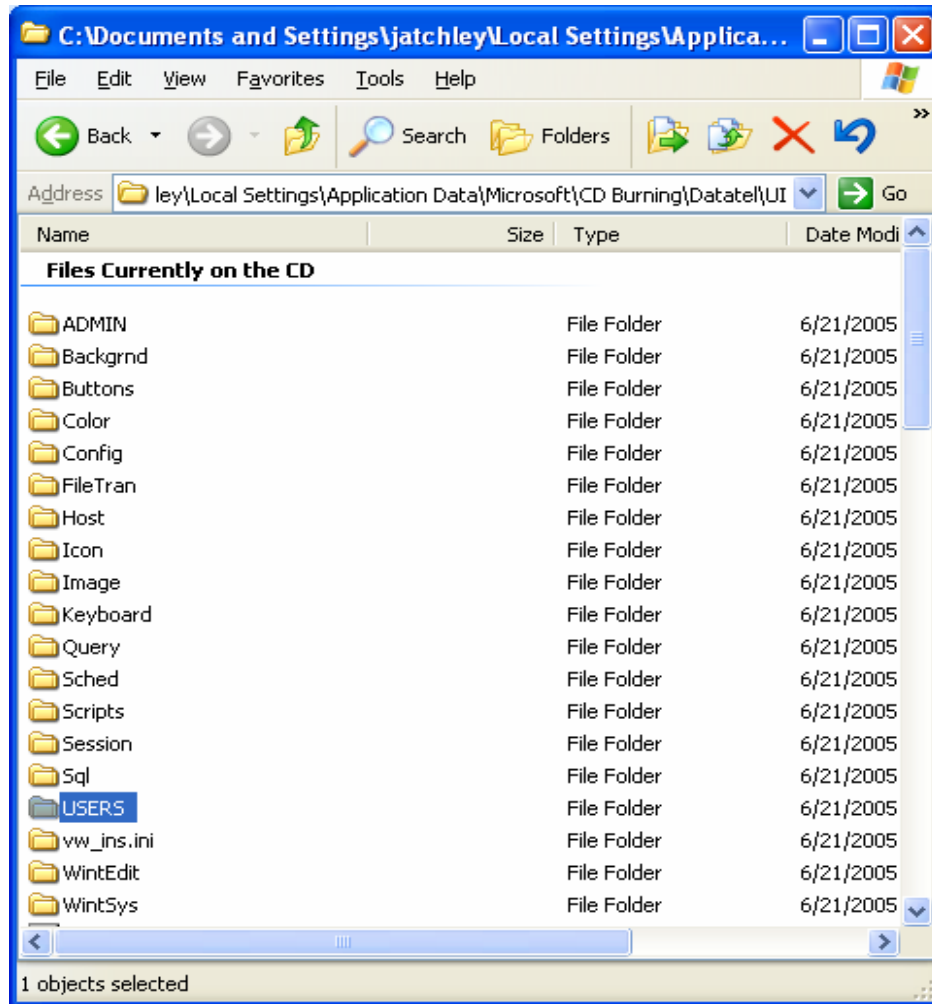 C:\Documents and Settings\jatchley\Local Settings\Applica...
File Edit View Favorites Tools Help
Back Search Folders »
Address ley\Local Settings\Application Data\Microsoft\CD Burning\Datatel\UI Go
Name Size Type Date Modi
Files Currently on the CD
ADMIN File Folder 6/21/2005
Backgrnd File Folder 6/21/2005
Buttons File Folder 6/21/2005
Color File Folder 6/21/2005
Config File Folder 6/21/2005
FileTran File Folder 6/21/2005
Host File Folder 6/21/2005
Icon File Folder 6/21/2005
Image File Folder 6/21/2005
Keyboard File Folder 6/21/2005
Query File Folder 6/21/2005
Sched File Folder 6/21/2005
Scripts File Folder 6/21/2005
Session File Folder 6/21/2005
Sql File Folder 6/21/2005
USERS File Folder 6/21/2005
vw_ins.ini File Folder 6/21/2005
WintEdit File Folder 6/21/2005
WintSys File Folder 6/21/2005
1 objects selected